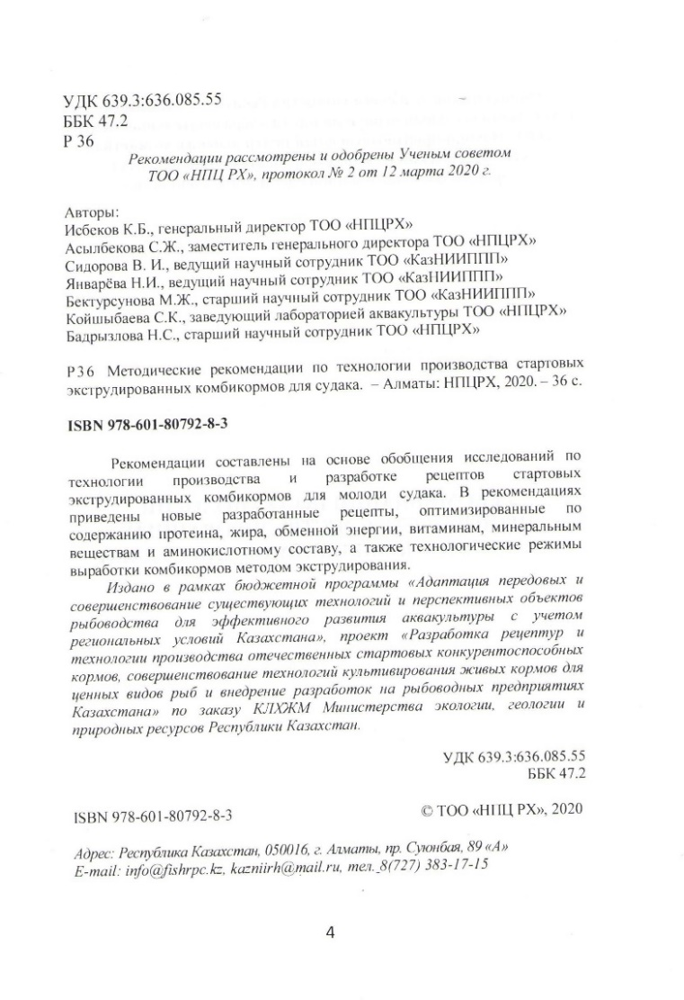 УДК 639.3:636.085.55
ББК 47.2
Р 36
Рекомендации рассмотрены и одобрены Ученым советом
ТОО «НПЦ РХ», протокол № 2 от 12 марта 2020 г.
Авторы:
Исбеков К.Б., генеральный директор ТОО «НПЦРХ»
Асылбекова С.Ж., заместитель генерального директора ТОО «НПЦРХ»
Сидорова В. И., ведущий научный сотрудник ТОО «КазНИИППП»
Январёва Н.И., ведущий научный сотрудник ТОО «КазНИИППП»
Бектурсунова М.Ж., старший научный сотрудник ТОО «КазНИИППП»
Койшыбаева С.К., заведующий лабораторией аквакультуры ТОО «НПЦРХ»
Бадрызлова Н.С., старший научный сотрудник ТОО «НПЦРХ»
Р36 Методические рекомендации по технологии производства стартовых
экструдированных комбикормов для судака. – Алматы: НПЦРХ, 2020. – 36 с.
ISBN 978-601-80792-8-3
Рекомендации составлены на основе обобщения исследований по
технологии производства и разработке рецептов стартовых
экструдированных комбикормов для молоди судака. В рекомендациях
приведены новые разработанные рецепты, оптимизированные по
содержанию протеина, жира, обменной энергии, витаминам, минеральным
веществам и аминокислотному составу, а также технологические режимы
выработки комбикормов методом экструдирования.
Издано в рамках бюджетной программы «Адаптация передовых и
совершенствование существующих технологий и перспективных объектов
рыбоводства для эффективного развития аквакультуры с учетом
региональных условий Казахстана», проект «Разработка рецептур и
технологии производства отечественных стартовых конкурентоспособных
кормов, совершенствование технологий культивирования живых кормов для
ценных видов рыб и внедрение разработок на рыбоводных предприятиях
Казахстана» по заказу КЛХЖМ Министерства экологии, геологии и
природных ресурсов Республики Казахстан.
УДК 639.3:636.085.55
ББК 47.2
ISBN 978-601-80792-8-3 © ТОО «НПЦ РХ», 2020
Адрес: Республика Казахстан, 050016, г. Алматы, пр. Суюнбая, 89 «А»
E-mail: info@fishrpc.kz, kazniirh@mail.ru, тел. 8(727) 383-17-15
4